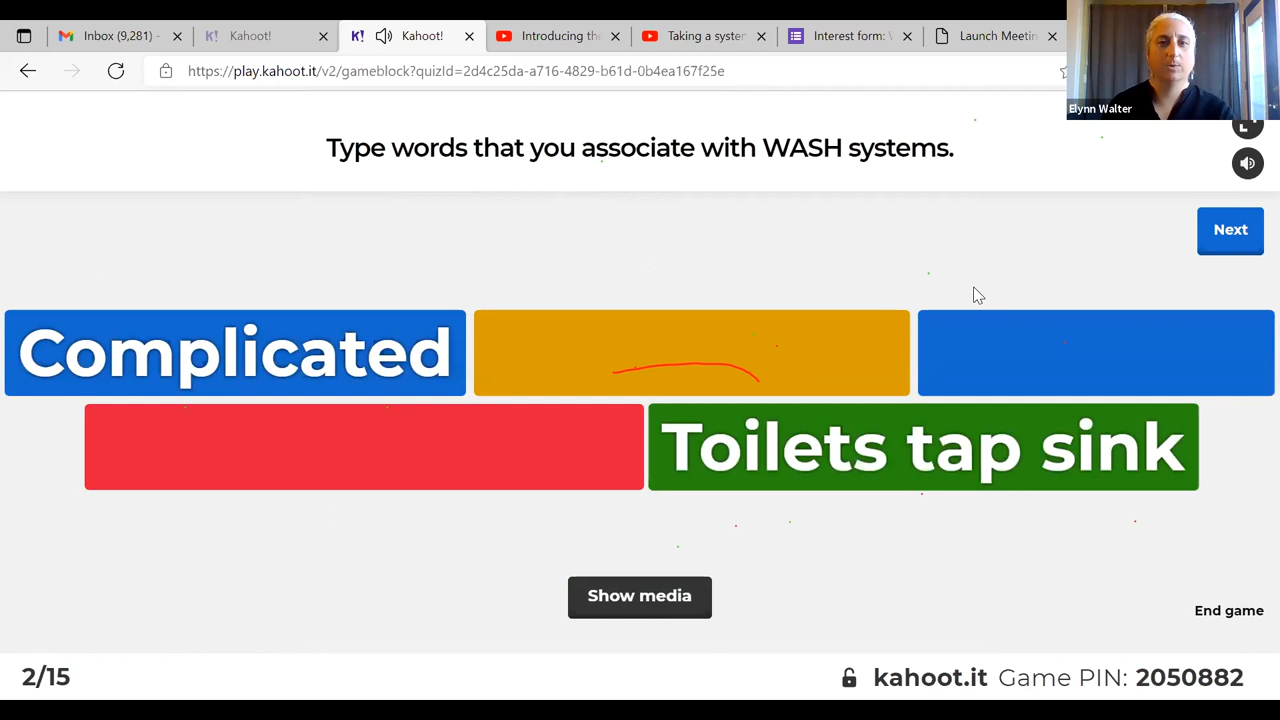 Inbox (9,281) -
Kahoot!
K! Kahoot!
Introducing the
Taking a system
Interest form: V
Launch Meetin
https://play.kahoot.it/v2/gameblock?quizId=2d4c25da-a716-4829-b61d-0b4ea167f25e
Elynn Walter
Type words that you associate with WASH systems.
Next
Complicated
Toilets tap sink
Show media
End game
2/15
kahoot.it Game PIN: 2050882